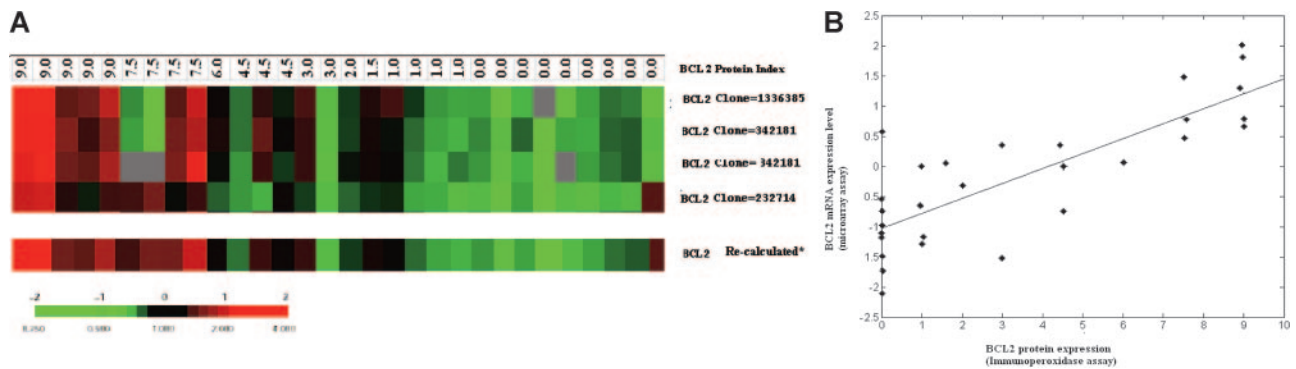 A
9.0 9.0 9.0 9.0 9.0 7.5 7.5 7.5 7.5 6.0 4.5 4.5 4.5 3.0 3.0 2.0 1.5 1.0 1.0 1.0 1.0 0.0 0.0 0.0 0.0 0.0 0.0 0.0 0.0 0.0
BCL 2 Protein Index
BCL2 Clone=1336385
BCL2 Clone=342181
BCL2 Clone=342181
BCL2 Clone=232714
BCL2 Re-calculated*
-2 -1 0 1 2
B
BCL2 mRNA expression level
(microarray assay)
2.5
2
1.5
1
0.5
0
0.5
-1
-1.5
-2
-2.5
0 1 2 3 4 5 6 7 8 9 10
BCL2 protein expression
(Immunoperoxidase assay)